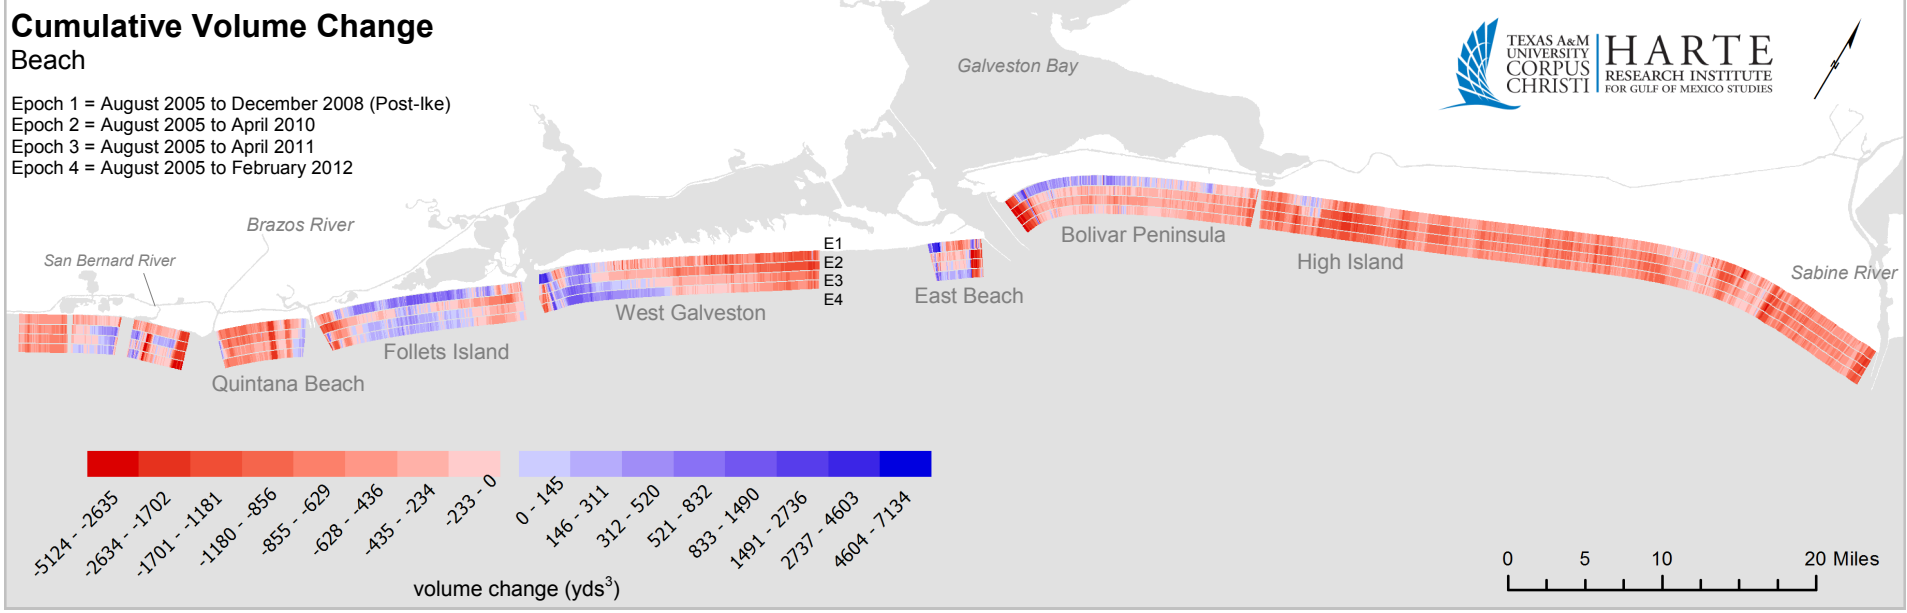 Cumulative Volume Change
Beach
Epoch 1 = August 2005 to December 2008 (Post-Ike)
Epoch 2 = August 2005 to April 2010
Epoch 3 = August 2005 to April 2011
Epoch 4 = August 2005 to February 2012
TEXAS A&M
UNIVERSITY
CORPUS
CHRISTI
HARTE
RESEARCH INSTITUTE
FOR GULF OF MEXICO STUDIES
N
Galveston Bay
Brazos River
San Bernard River
Sabine River
E1
E2
E3
E4
Bolivar Peninsula
High Island
East Beach
West Galveston
Follets Island
Quintana Beach
-5124 - -2635
-2634 - -1702
-1701 - -1181
-1180 - -856
-855 - -629
-628 - -436
-435 - -234
-233 - 0
0 - 145
146 - 311
312 - 520
521 - 832
833 - 1490
1491 - 2736
2737 - 4603
4604 - 7134
volume change (yds³)
0 5 10 20 Miles